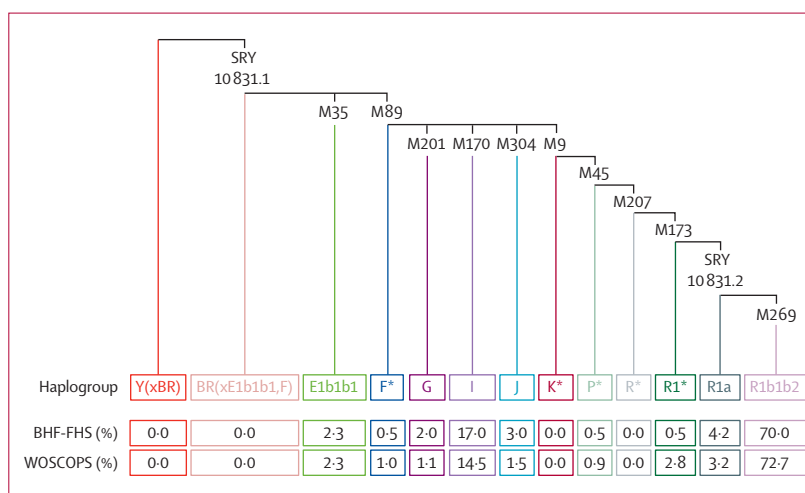 SRY
10 831.1
M35 M89
M201 M170 M304 M9
M45
M207
M173
SRY
10 831.2
M269
Haplogroup Y(xBR) BR(xE1b1b1,F) E1b1b1 F* G I J K* P* R* R1* R1a R1b1b2
BHF-FHS (%) 0·0 0·0 2·3 0·5 2·0 17·0 3·0 0·0 0·5 0·0 0·5 4·2 70·0
WOSCOPS (%) 0·0 0·0 2·3 1·0 1·1 14·5 1·5 0·0 0·9 0·0 2·8 3·2 72·7